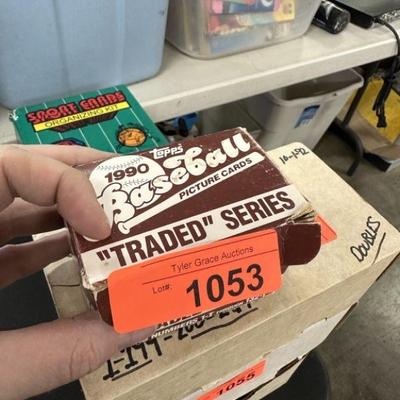 SPORT CARDS
ORGANIZING KIT
Topps
1990
Baseball
PICTURE CARDS
"TRADED" SERIES
Tyler Grace Auctions
Lot#:
1053
DOUBLES
1055